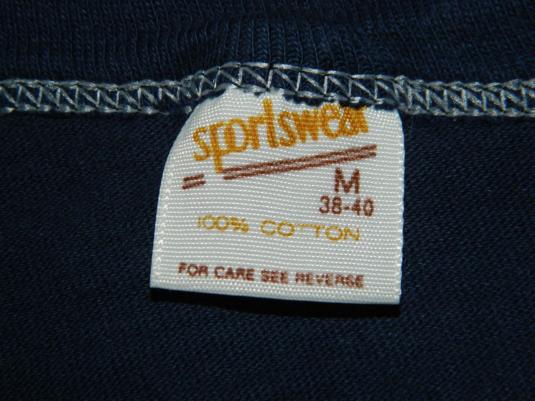 sportswear
M
38-40
100% COTTON
FOR CARE SEE REVERSE